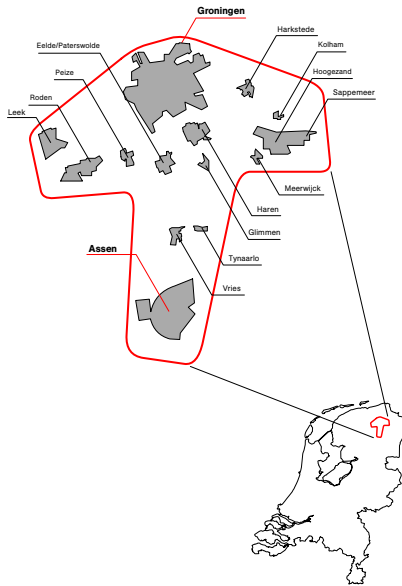 Groningen
Harkstede
Eelde/Paterswolde
Kolham
Peize
Hoogezand
Roden
Sappemeer
Leek
Meerwijck
Haren
Glimmen
Assen
Tynaarlo
Vries